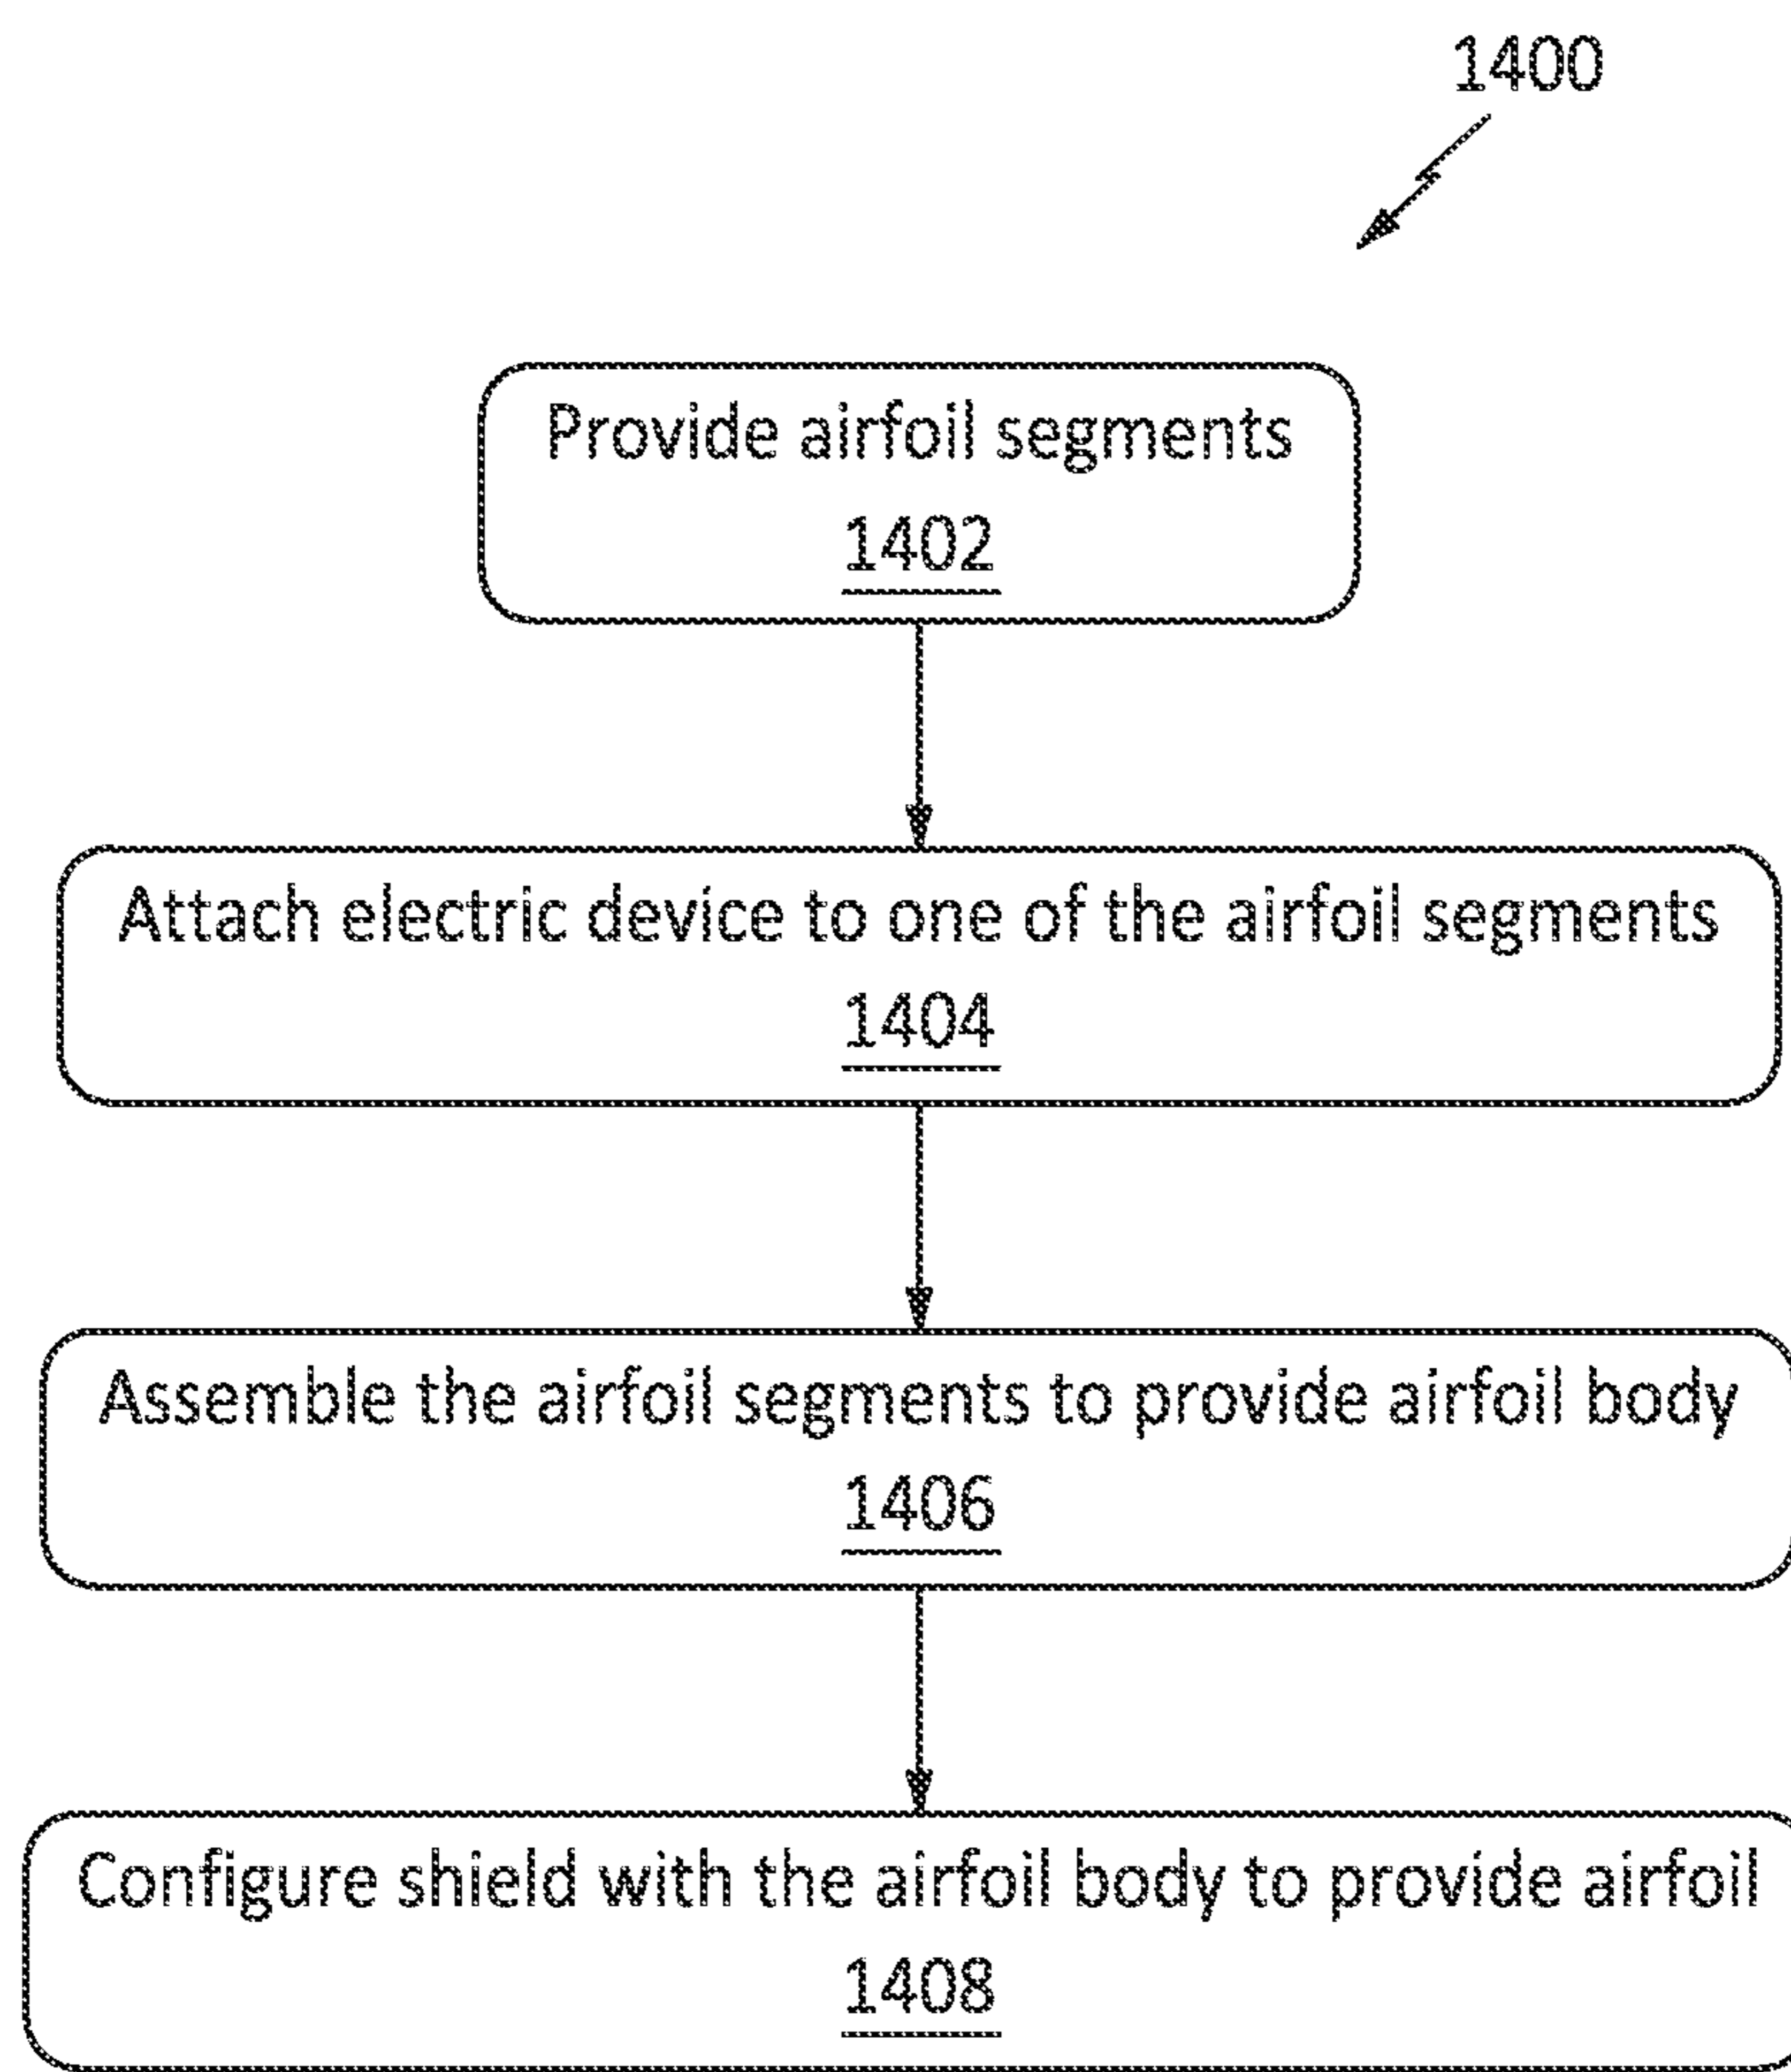 1400
Provide airfoil segments
1402
Attach electric device to one of the airfoil segments
1404
Assemble the airfoil segments to provide airfoil body
1406
Configure shield with the airfoil body to provide airfoil
1408